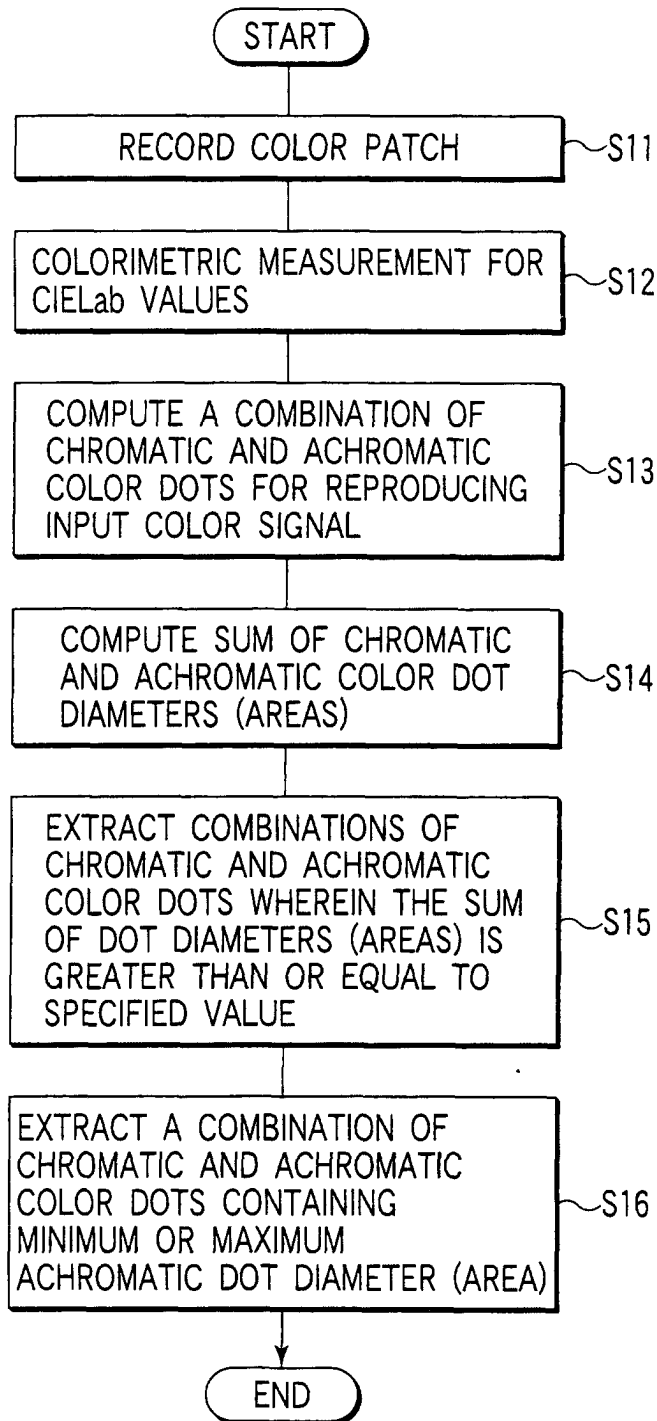 START
RECORD COLOR PATCH
S11
COLORIMETRIC MEASUREMENT FOR
CIELab VALUES
S12
COMPUTE A COMBINATION OF
CHROMATIC AND ACHROMATIC
COLOR DOTS FOR REPRODUCING
INPUT COLOR SIGNAL
S13
COMPUTE SUM OF CHROMATIC
AND ACHROMATIC COLOR DOT
DIAMETERS (AREAS)
S14
EXTRACT COMBINATIONS OF
CHROMATIC AND ACHROMATIC
COLOR DOTS WHEREIN THE SUM
OF DOT DIAMETERS (AREAS) IS
GREATER THAN OR EQUAL TO
SPECIFIED VALUE
S15
EXTRACT A COMBINATION OF
CHROMATIC AND ACHROMATIC
COLOR DOTS CONTAINING
MINIMUM OR MAXIMUM
ACHROMATIC DOT DIAMETER (AREA)
S16
END